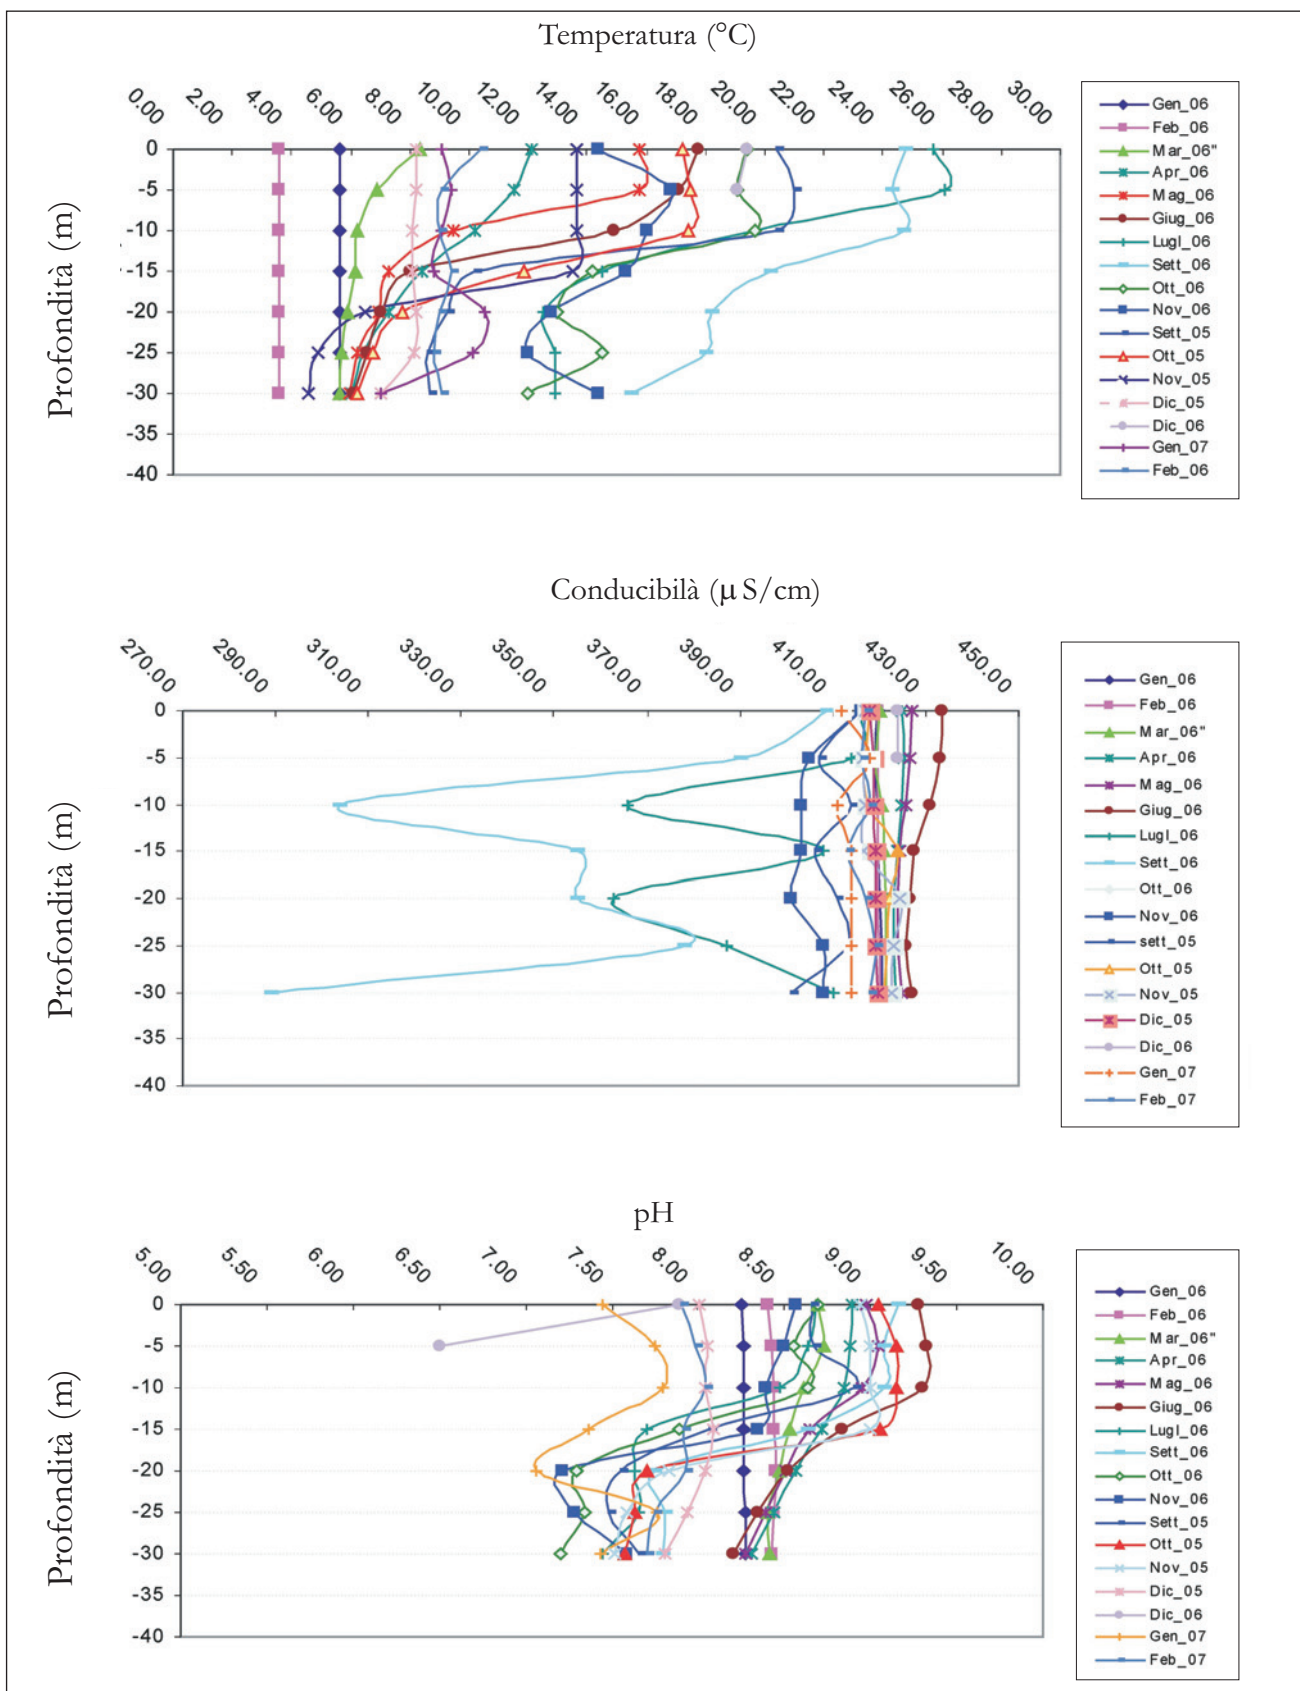 Temperatura (°C)
0.00 2.00 4.00 6.00 8.00 10.00 12.00 14.00 16.00 18.00 20.00 22.00 24.00 26.00 28.00 30.00
Profondità (m)
0
-5
-10
-15
-20
-25
-30
-35
-40
Gen_06
Feb_06
Mar_06"
Apr_06
Mag_06
Giug_06
Lugl_06
Sett_06
Ott_06
Nov_06
Sett_05
Ott_05
Nov_05
Dic_05
Dic_06
Gen_07
Feb_06
Conducibilà (µ S/cm)
270.00 290.00 310.00 330.00 350.00 370.00 390.00 410.00 430.00 450.00
Profondità (m)
0
-5
-10
-15
-20
-25
-30
-35
-40
Gen_06
Feb_06
Mar_06"
Apr_06
Mag_06
Giug_06
Lugl_06
Sett_06
Ott_06
Nov_06
sett_05
Ott_05
Nov_05
Dic_05
Dic_06
Gen_07
Feb_07
pH
5.00 5.50 6.00 6.50 7.00 7.50 8.00 8.50 9.00 9.50 10.00
Profondità (m)
0
-5
-10
-15
-20
-25
-30
-35
-40
Gen_06
Feb_06
Mar_06"
Apr_06
Mag_06
Giug_06
Lugl_06
Sett_06
Ott_06
Nov_06
Sett_05
Ott_05
Nov_05
Dic_05
Dic_06
Gen_07
Feb_07